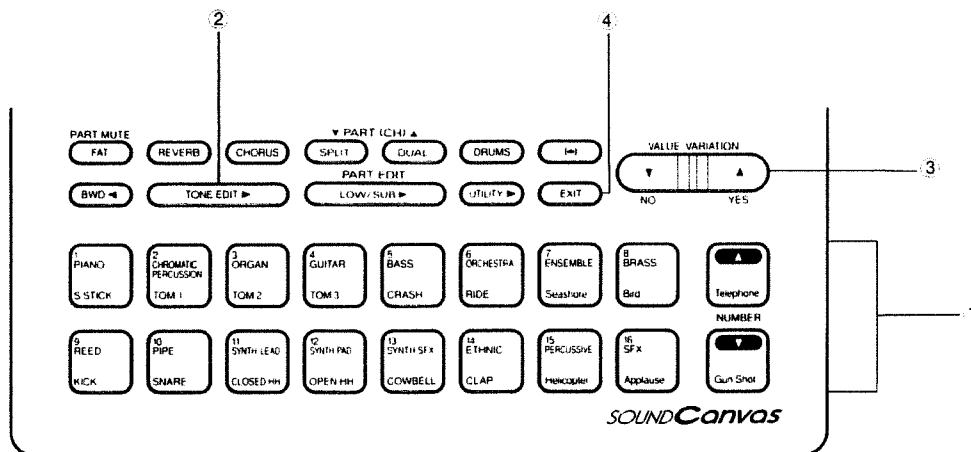 ② ④
PART MUTE ▼ PART (CH) ▲ VALUE VARIATION
FAT REVERB CHORUS SPLIT DUAL DRUMS
▼ ▲ ③
PART EDIT
BWD ◄ TONE EDIT ► LOW/SUB ► UTILITY ► EXIT
NO YES
1 2 3 4 5 6 7 8
PIANO CHROMATIC PERCUSSION ORGAN GUITAR BASS ORCHESTRA ENSEMBLE BRASS ▲
S STICK TOM 1 TOM 2 TOM 3 CRASH RIDE Seashore Bird Telephone
NUMBER
9 10 11 12 13 14 15 16
REED PIPE SYNTH LEAD SYNTH PAD SYNTH SFX ETHNIC PERCUSSIVE SFX ▼
KICK SNARE CLOSED HH OPEN HH COWBELL CLAP Helicopter Applause Gun Shot
SOUND Canvas